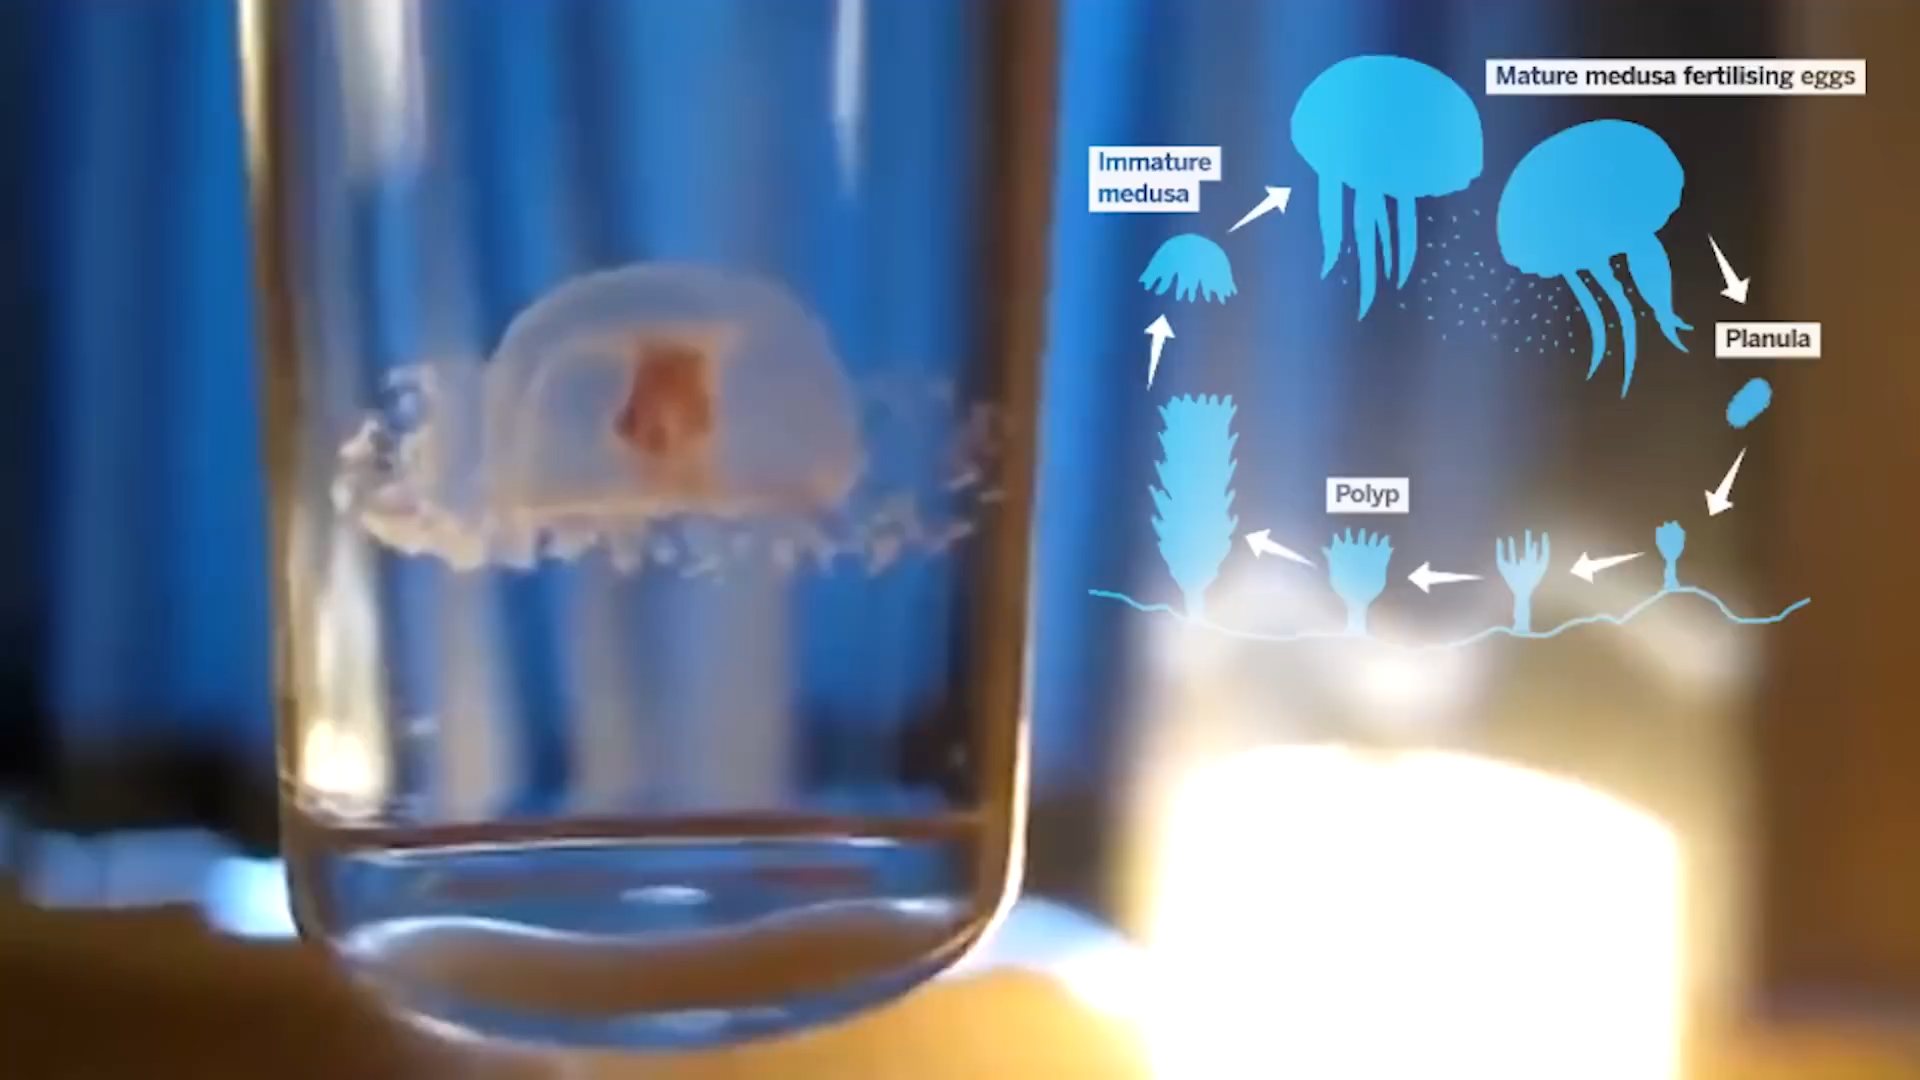 Mature medusa fertilising eggs
Immature
medusa
Planula
Polyp